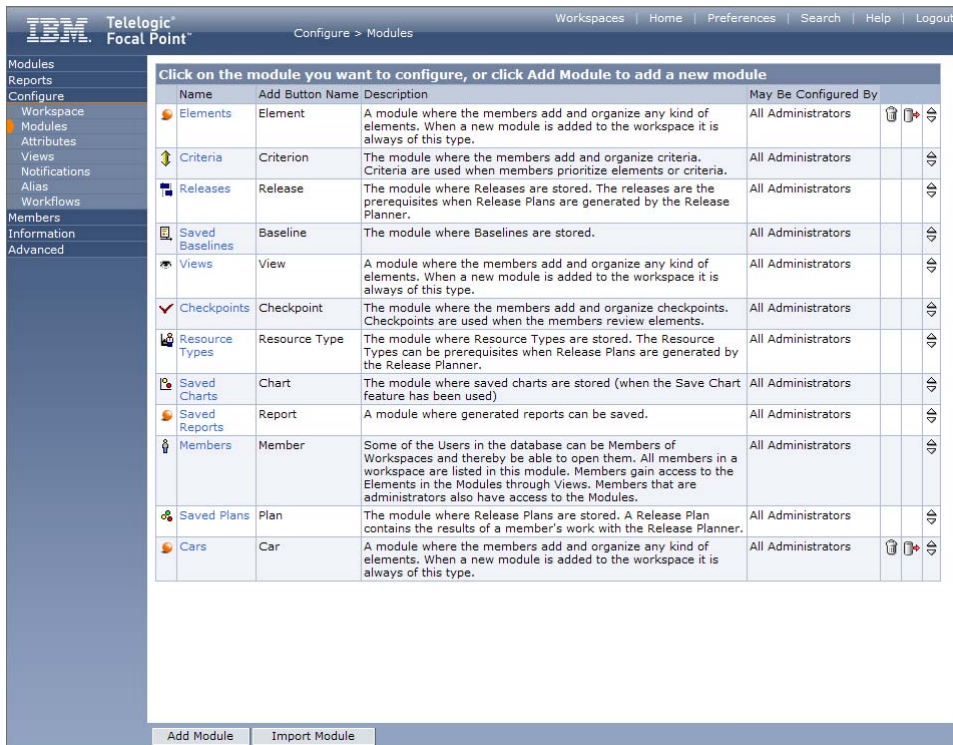 IBM. Telelogic® Focal Point™
Configure > Modules
Workspaces | Home | Preferences | Search | Help | Logout
Modules
Reports
Configure
Workspace
Modules
Attributes
Views
Notifications
Alias
Workflows
Members
Information
Advanced
Click on the module you want to configure, or click Add Module to add a new module
Name Add Button Name Description May Be Configured By
Elements Element A module where the members add and organize any kind of All Administrators
elements. When a new module is added to the workspace it is
always of this type.
Criteria Criterion The module where the members add and organize criteria. All Administrators
Criteria are used when members prioritize elements or criteria.
Releases Release The module where Releases are stored. The releases are the All Administrators
prerequisites when Release Plans are generated by the Release
Planner.
Saved Baseline The module where Baselines are stored. All Administrators
Baselines
Views View A module where the members add and organize any kind of All Administrators
elements. When a new module is added to the workspace it is
always of this type.
Checkpoints Checkpoint The module where the members add and organize checkpoints. All Administrators
Checkpoints are used when the members review elements.
Resource Resource Type The module where Resource Types are stored. The Resource All Administrators
Types Types can be prerequisites when Release Plans are generated by
the Release Planner.
Saved Chart The module where saved charts are stored (when the Save Chart All Administrators
Charts feature has been used)
Saved Report A module where generated reports can be saved. All Administrators
Reports
Members Member Some of the Users in the database can be Members of All Administrators
Workspaces and thereby be able to open them. All members in a
workspace are listed in this module. Members gain access to the
Elements in the Modules through Views. Members that are
administrators also have access to the Modules.
Saved Plans Plan The module where Release Plans are stored. A Release Plan All Administrators
contains the results of a member's work with the Release Planner.
Cars Car A module where the members add and organize any kind of All Administrators
elements. When a new module is added to the workspace it is
always of this type.
Add Module Import Module